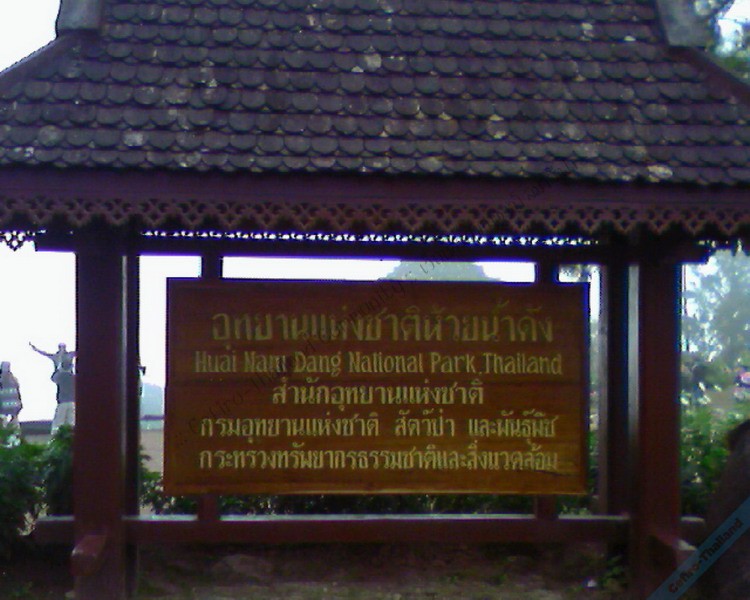 อุทยานแห่งชาติห้วยน้ำดัง
Huai Nam Dang National Park,Thailand
สำนักอุทยานแห่งชาติ
กรมอุทยานแห่งชาติ สัตว์ป่า และพันธุ์พืช
กระทรวงทรัพยากรธรรมชาติและสิ่งแวดล้อม